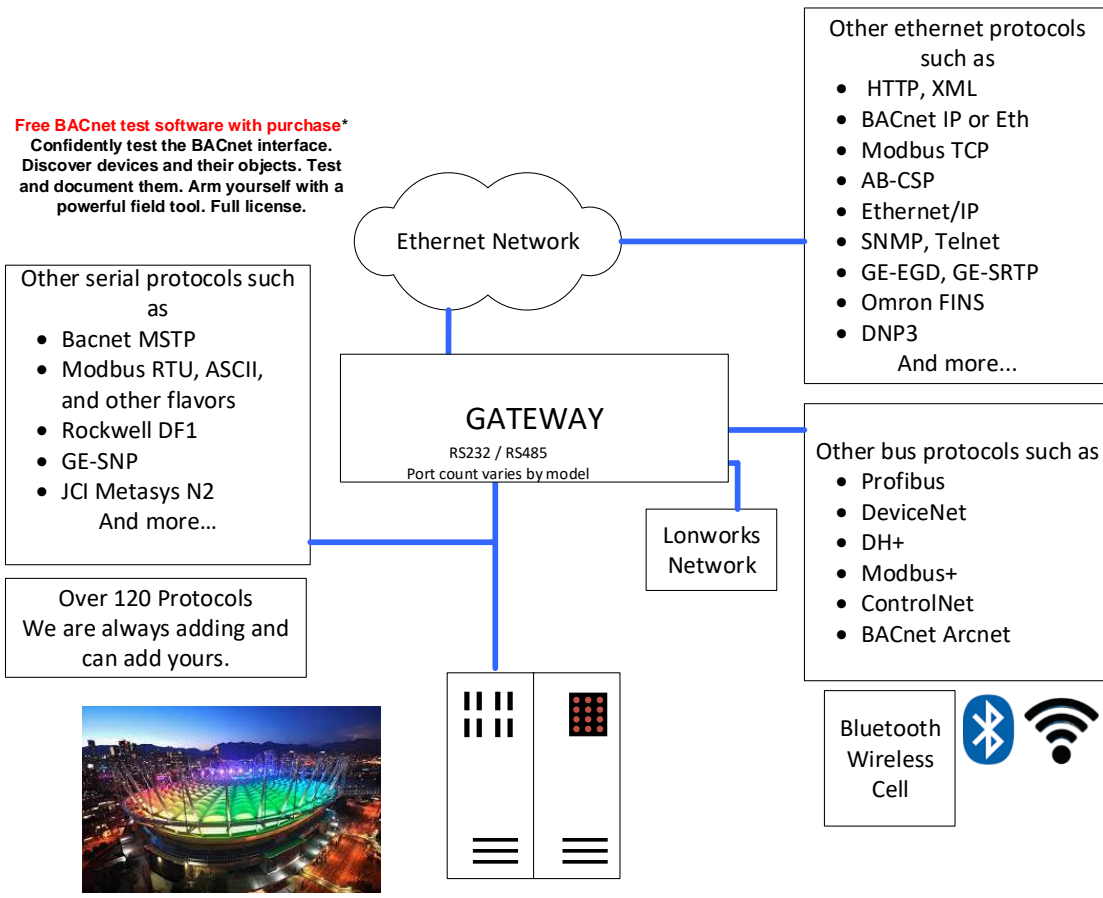 Free BACnet test software with purchase*
Confidently test the BACnet interface.
Discover devices and their objects. Test
and document them. Arm yourself with a
powerful field tool. Full license.
Ethernet Network
Other ethernet protocols
such as
• HTTP, XML
• BACnet IP or Eth
• Modbus TCP
• AB-CSP
• Ethernet/IP
• SNMP, Telnet
• GE-EGD, GE-SRTP
• Omron FINS
• DNP3
And more...
Other serial protocols such
as
• Bacnet MSTP
• Modbus RTU, ASCII,
and other flavors
• Rockwell DF1
• GE-SNP
• JCI Metasys N2
And more...
GATEWAY
RS232 / RS485
Port count varies by model
Other bus protocols such as
• Profibus
• DeviceNet
• DH+
• Modbus+
• ControlNet
• BACnet Arcnet
Lonworks
Network
Over 120 Protocols
We are always adding and
can add yours.
Bluetooth
Wireless
Cell